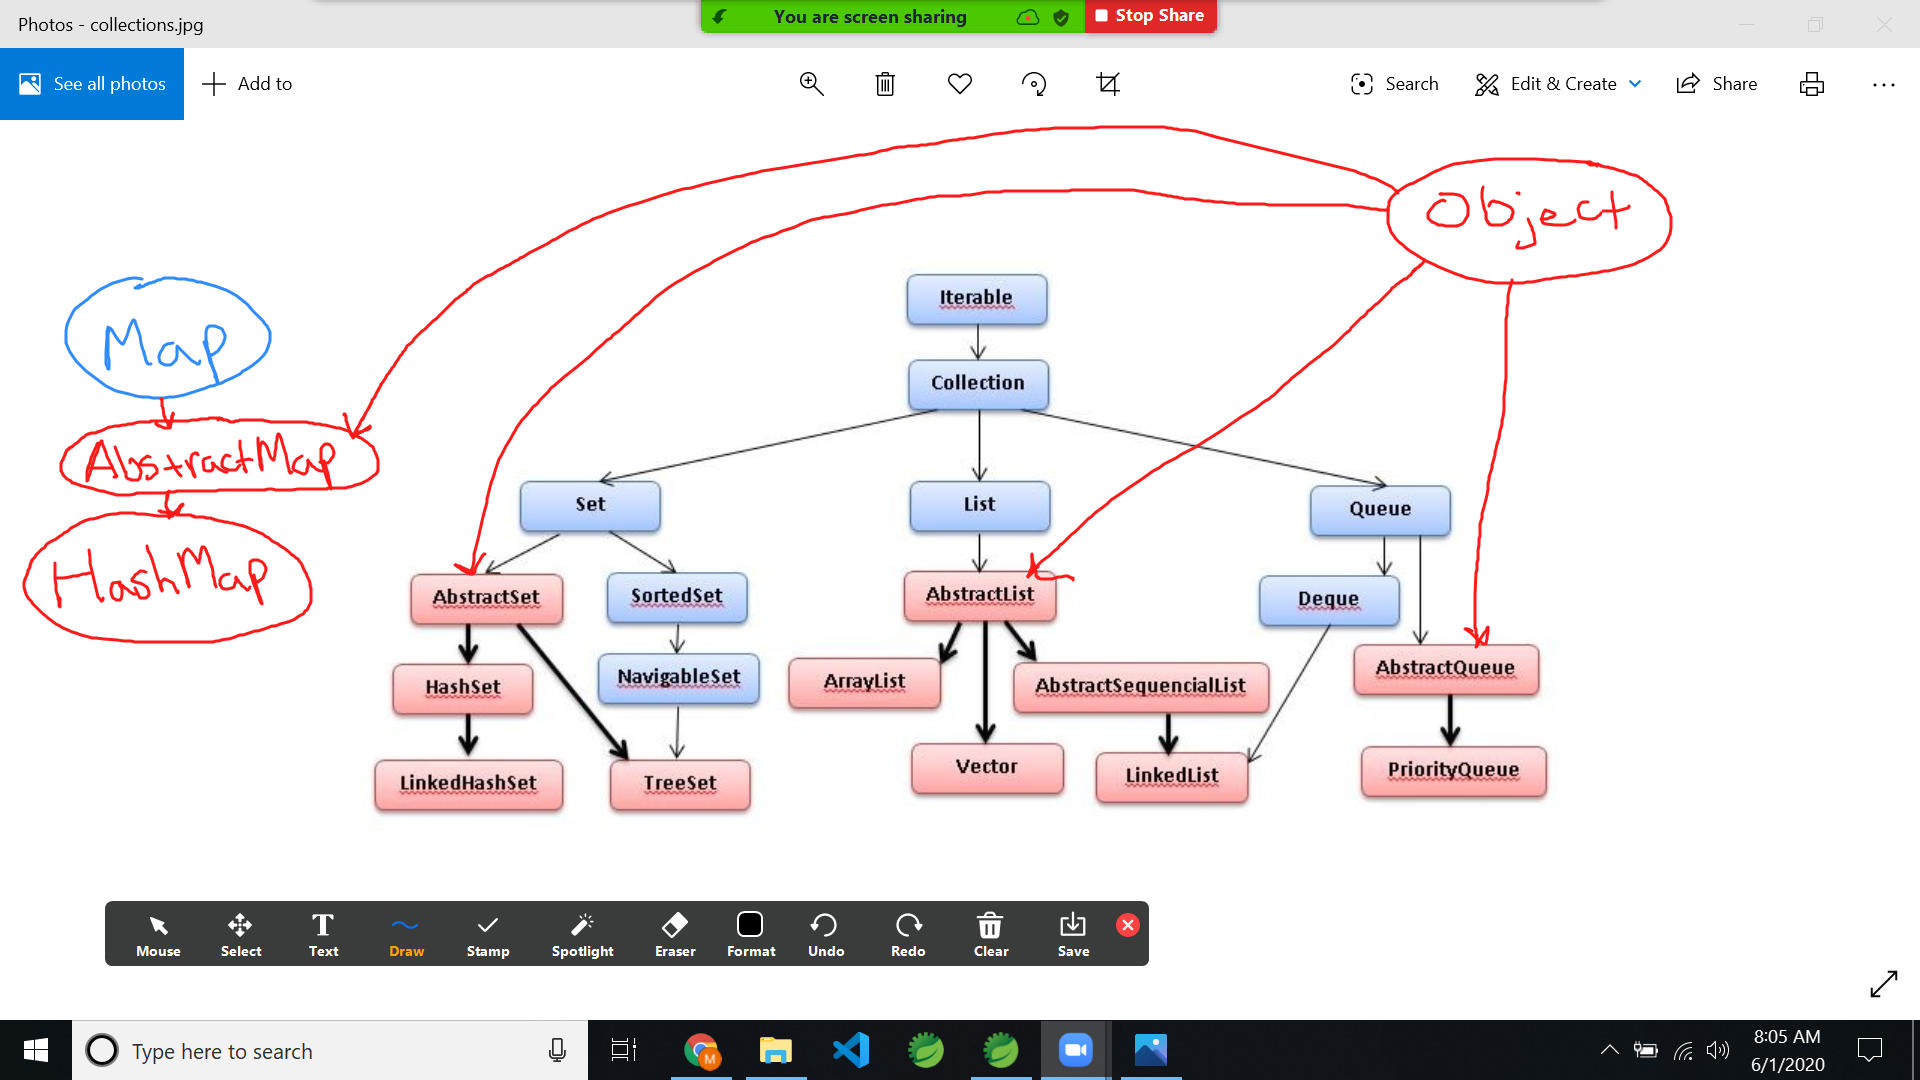 Photos - collections.jpg
You are screen sharing
Stop Share
See all photos
Add to
Search
Edit & Create
Share
Object
Iterable
Map
Collection
AbstractMap
Set
List
Queue
HashMap
AbstractSet
SortedSet
AbstractList
Deque
HashSet
NavigableSet
ArrayList
AbstractSequencialList
AbstractQueue
LinkedHashSet
TreeSet
Vector
LinkedList
PriorityQueue
Mouse
Select
T
Text
Draw
Stamp
Spotlight
Eraser
Format
Undo
Redo
Clear
Save
Type here to search
M
8:05 AM
6/1/2020